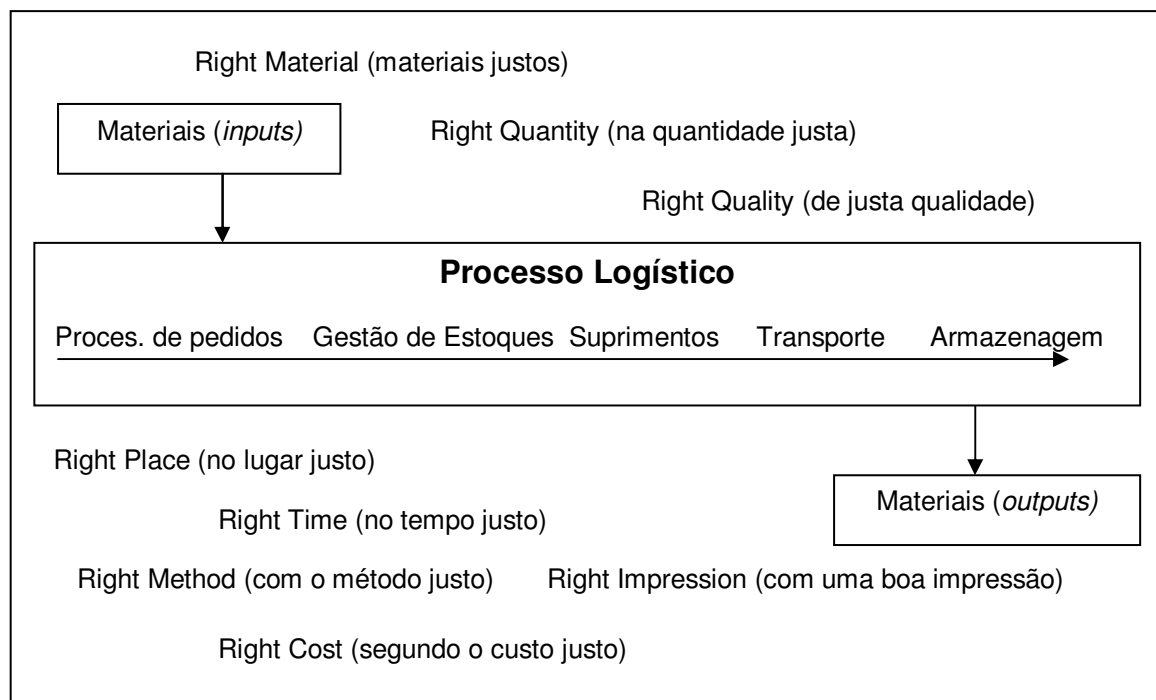 Right Material (materiais justos)
Materiais (inputs)
Right Quantity (na quantidade justa)
Right Quality (de justa qualidade)
Processo Logístico
Proces. de pedidos Gestão de Estoques Suprimentos Transporte Armazenagem
Right Place (no lugar justo)
Materiais (outputs)
Right Time (no tempo justo)
Right Method (com o método justo) Right Impression (com uma boa impressão)
Right Cost (segundo o custo justo)